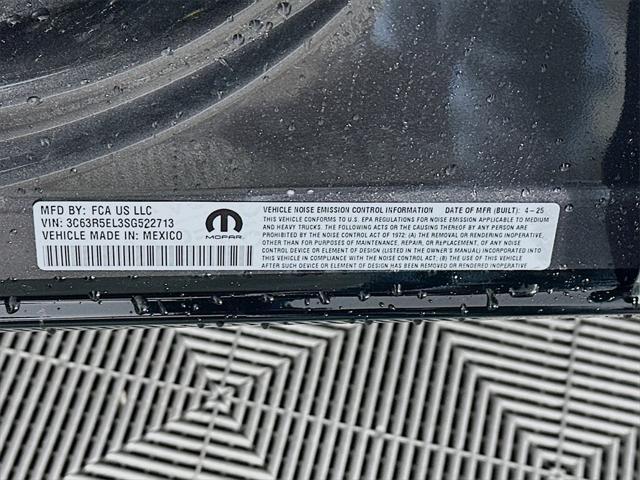 MFD BY: FCA US LLC
VIN: 3C63R5EL3SG522713
VEHICLE MADE IN: MEXICO
MOPAR
VEHICLE NOISE EMISSION CONTROL INFORMATION DATE OF MFR (BUILT): 4-25
THIS VEHICLE CONFORMS TO U.S. EPA REGULATIONS FOR NOISE EMISSION APPLICABLE TO MEDIUM
AND HEAVY TRUCKS. THE FOLLOWING ACTS OR THE CAUSING THEREOF BY ANY PERSON
ARE PROHIBITED BY THE NOISE CONTROL ACT OF 1972: (A) THE REMOVAL OR RENDERING INOPERATIVE,
OTHER THAN FOR PURPOSES OF MAINTENANCE, REPAIR, OR REPLACEMENT, OF ANY NOISE
CONTROL DEVICE OR ELEMENT OF DESIGN (LISTED IN THE OWNER'S MANUAL) INCORPORATED INTO
THIS VEHICLE IN COMPLIANCE WITH THE NOISE CONTROL ACT; (B) THE USE OF THIS VEHICLE
AFTER SUCH DEVICE OR ELEMENT OF DESIGN HAS BEEN REMOVED OR RENDERED INOPERATIVE